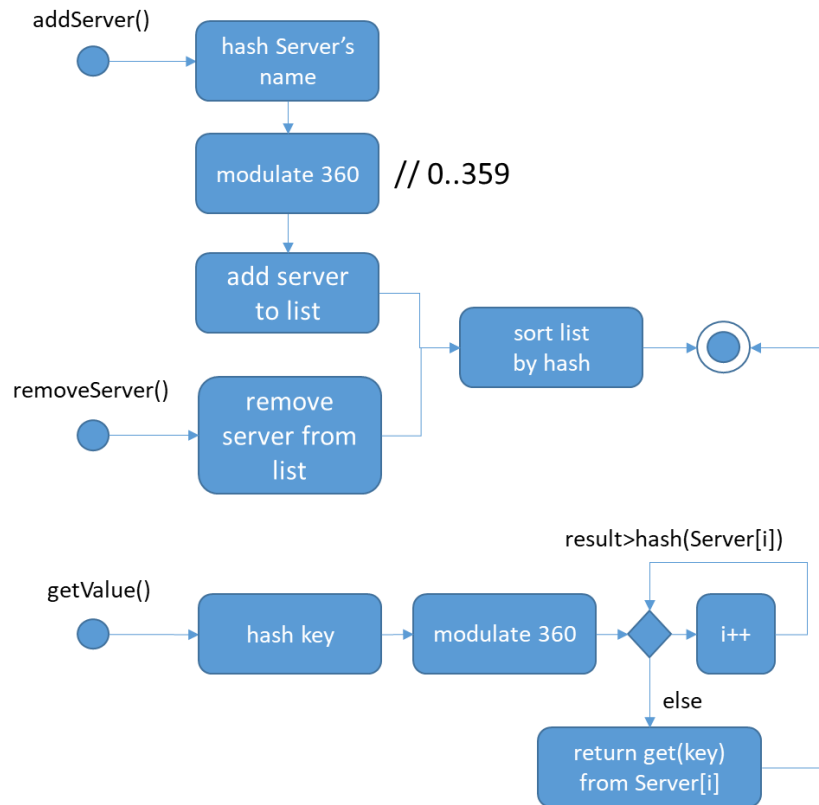 addServer()
hash Server's
name
modulate 360
// 0..359
add server
to list
sort list
by hash
removeServer()
remove
server from
list
result>hash(Server[i])
getValue()
hash key
modulate 360
i++
else
return get(key)
from Server[i]